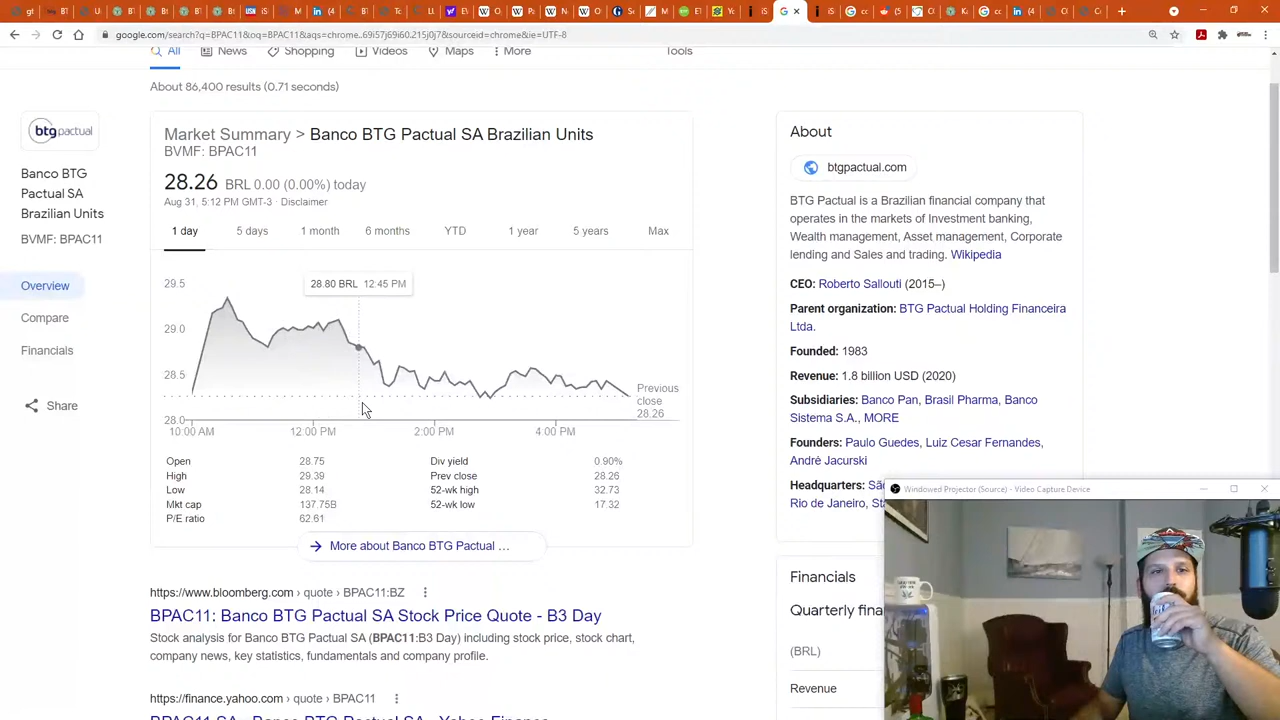 google.com/search?q=BPAC11&oq=BPAC11&aqs=chrome..69i57j69i60.215j0j7&sourceid=chrome&ie=UTF-8
All
News
Shopping
Videos
Maps
More
Tools
About 86,400 results (0.71 seconds)
btgpactual
Banco BTG
Pactual SA
Brazilian Units
BVMF: BPAC11
Overview
Compare
Financials
Share
Market Summary > Banco BTG Pactual SA Brazilian Units
BVMF: BPAC11
28.26 BRL 0.00 (0.00%) today
Aug 31, 5:12 PM GMT-3 · Disclaimer
1 day 5 days 1 month 6 months YTD 1 year 5 years Max
28.80 BRL 12:45 PM
29.5
29.0
28.5
28.0
Previous
close
28.26
10:00 AM 12:00 PM 2:00 PM 4:00 PM
Open 28.75 Div yield 0.90%
High 29.39 Prev close 28.26
Low 28.14 52-wk high 32.73
Mkt cap 137.75B 52-wk low 17.32
P/E ratio 62.61
More about Banco BTG Pactual ...
https://www.bloomberg.com › quote › BPAC11:BZ
BPAC11: Banco BTG Pactual SA Stock Price Quote - B3 Day
Stock analysis for Banco BTG Pactual SA (BPAC11:B3 Day) including stock price, stock chart,
company news, key statistics, fundamentals and company profile.
https://finance.yahoo.com › quote › BPAC11
BPAC11.SA - Banco BTG Pactual SA - Yahoo Finance
About
btgpactual.com
BTG Pactual is a Brazilian financial company that
operates in the markets of Investment banking,
Wealth management, Asset management, Corporate
lending and Sales and trading. Wikipedia
CEO: Roberto Sallouti (2015–)
Parent organization: BTG Pactual Holding Financeira
Ltda.
Founded: 1983
Revenue: 1.8 billion USD (2020)
Subsidiaries: Banco Pan, Brasil Pharma, Banco
Sistema S.A., MORE
Founders: Paulo Guedes, Luiz Cesar Fernandes,
André Jacurski
Headquarters:
Rio de Janeiro,
Windowed Projector (Source) - Video Capture Device
Financials
Quarterly
(BRL)
Revenue